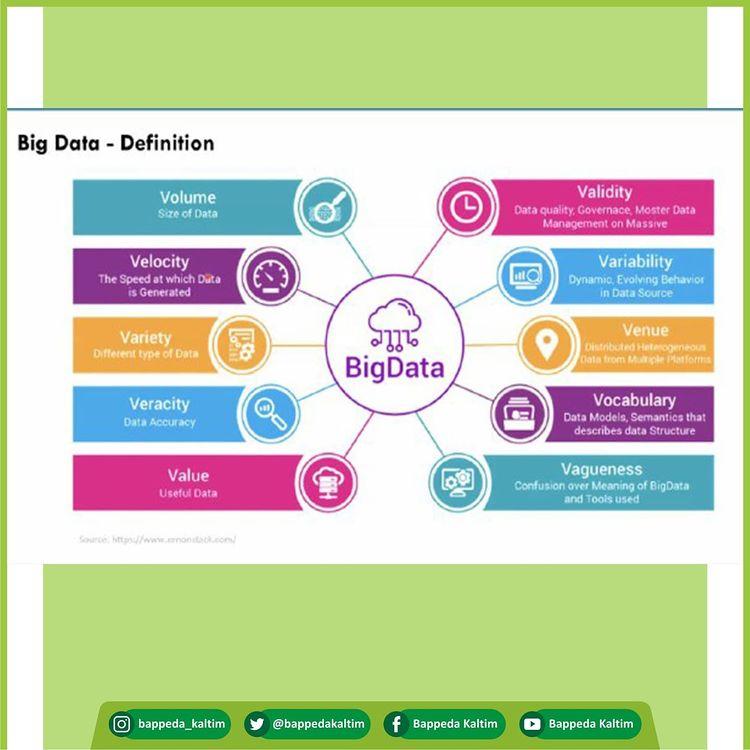 Big Data - Definition
Volume
Size of Data
Velocity
The Speed at which Data
is Generated
Variety
Different type of Data
Veracity
Data Accuracy
Value
Useful Data
BigData
Validity
Data quality, Governace, Moster Data
Management on Massive
Variability
Dynamic, Evolving Behavior
in Data Source
Venue
Distributed Heterogeneous
Data from Multiple Platforms
Vocabulary
Data Models, Semantics that
describes data Structure
Vagueness
Confusion over Meaning of BigData
and Tools used
Source: https://www.xenonstack.com/
bappeda_kaltim
@bappedakaltim
Bappeda Kaltim
Bappeda Kaltim